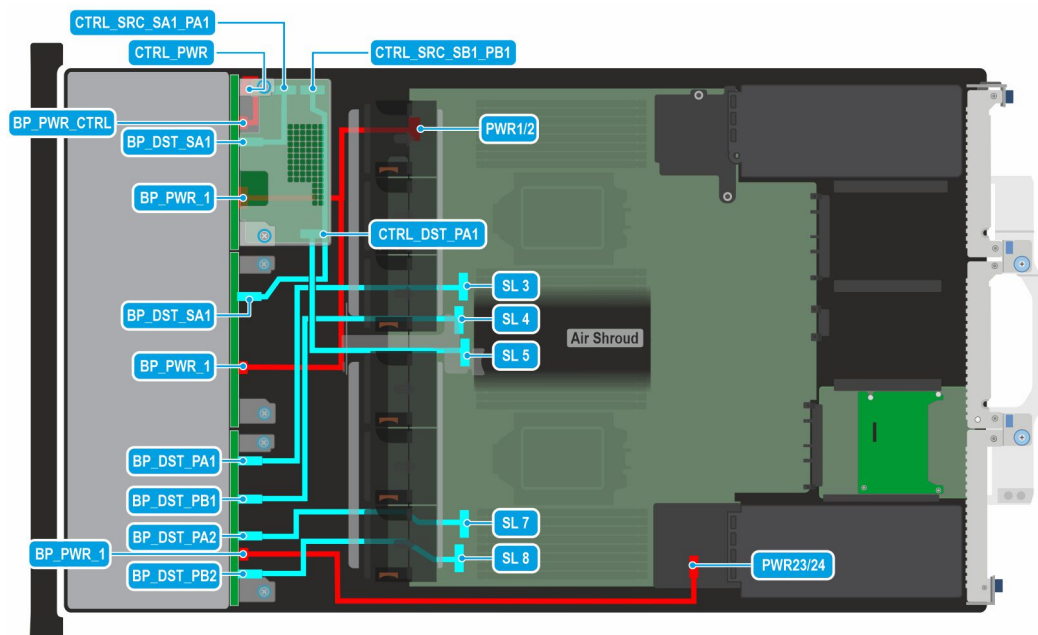 CTRL_SRC_SA1_PA1
CTRL_PWR
CTRL_SRC_SB1_PB1
BP_PWR_CTRL
PWR1/2
BP_DST_SA1
BP_PWR_1
CTRL_DST_PA1
SL 3
BP_DST_SA1
SL 4
Air Shroud
SL 5
BP_PWR_1
BP_DST_PA1
BP_DST_PB1
SL 7
BP_DST_PA2
BP_PWR_1
SL 8
PWR23/24
BP_DST_PB2